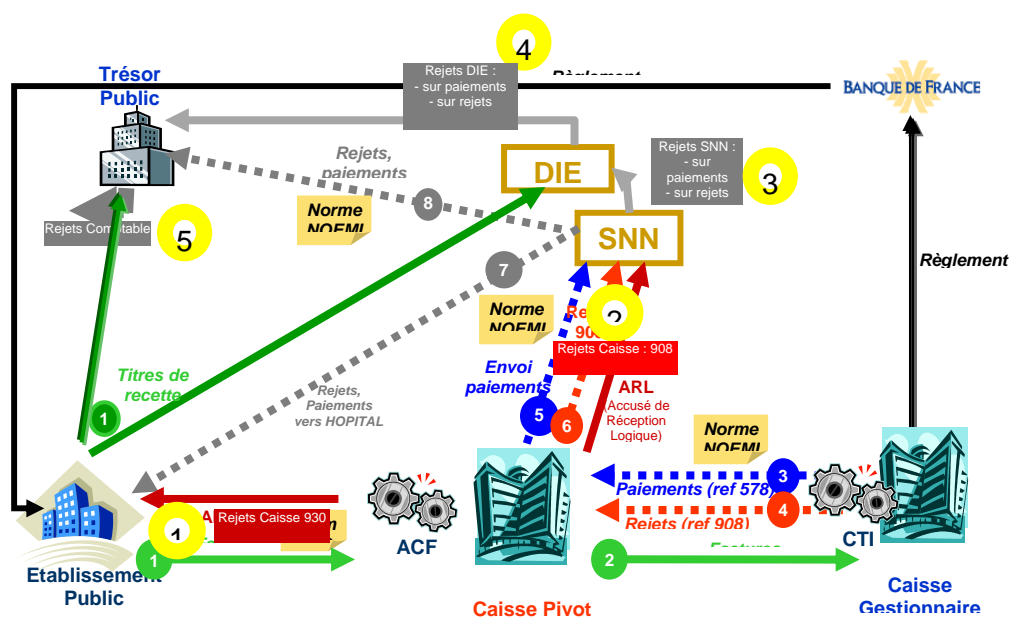 4
Règlement
Trésor
Public
Rejets DIE :
- sur paiements
- sur rejets
BANQUE DE FRANCE
Rejets,
paiements
DIE
Rejets SNN :
- sur
paiements
- sur rejets
3
8
Norme
NOEMI
Rejets Comptable
5
SNN
7
Règlement
Norme
NOEMI
2
Rejets Caisse : 908
Titres de
recette
1
Envoi
paiements
Rejets,
Paiements
vers HOPITAL
ARL
(Accusé de
Réception
Logique)
5
6
Norme
NOEMI
3
Paiements (ref 578)
4
Rejets (ref 908)
Rejets Caisse 930
1
ACF
CTI
1
2
Factures
Etablissement
Public
Caisse Pivot
Caisse
Gestionnaire